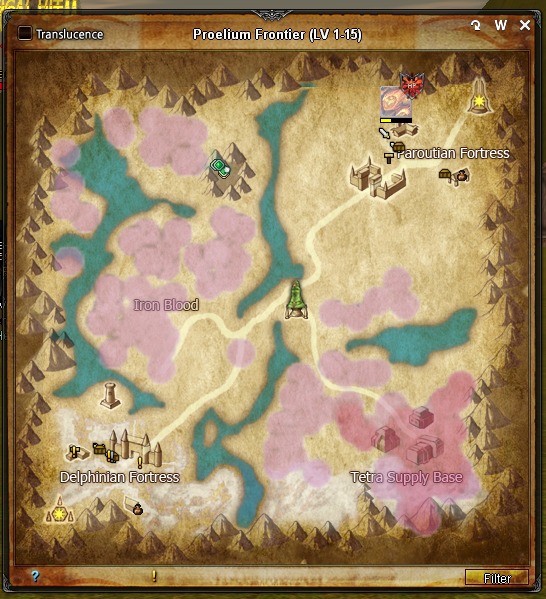 Translucence
Proelium Frontier (LV 1-15)
W
Paroutian Fortress
Iron Blood
Delphinian Fortress
Tetra Supply Base
?
!
Filter